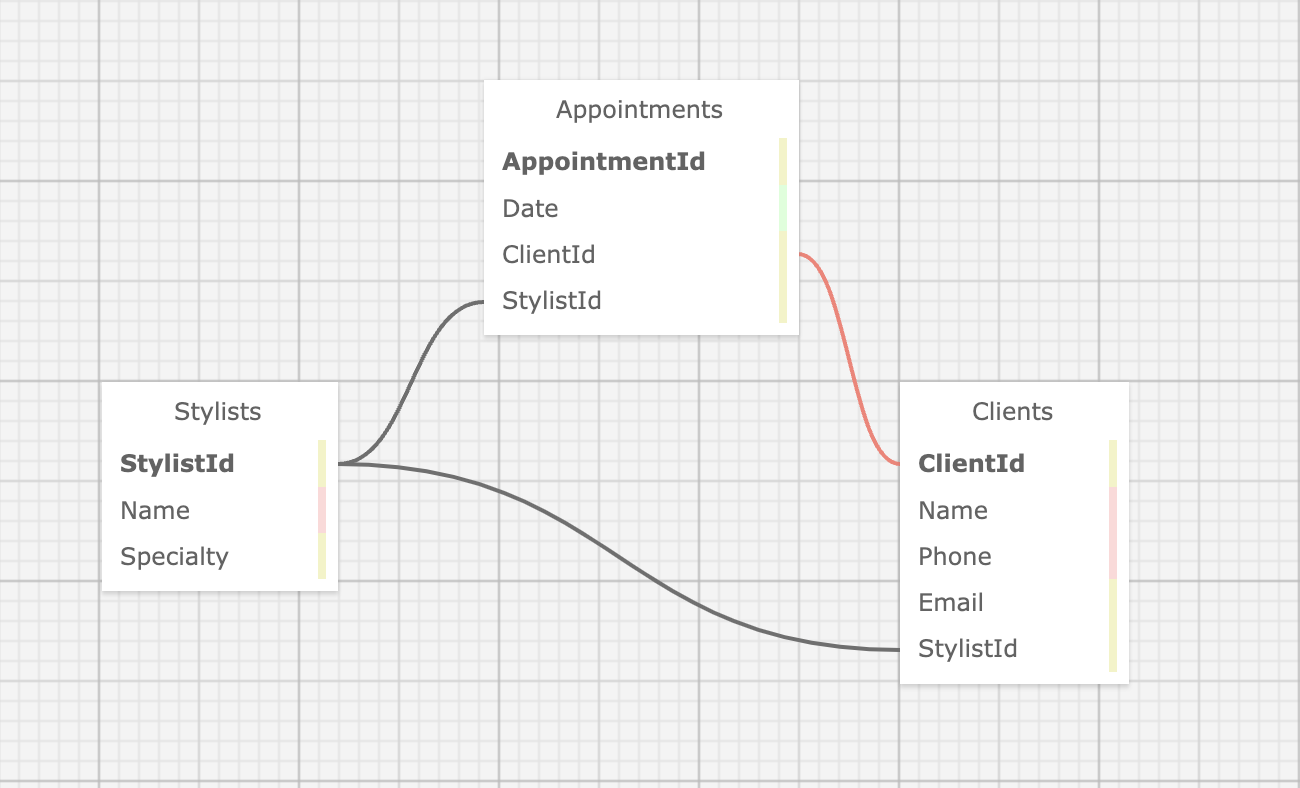 Appointments
AppointmentId
Date
ClientId
StylistId
Stylists
StylistId
Name
Specialty
Clients
ClientId
Name
Phone
Email
StylistId